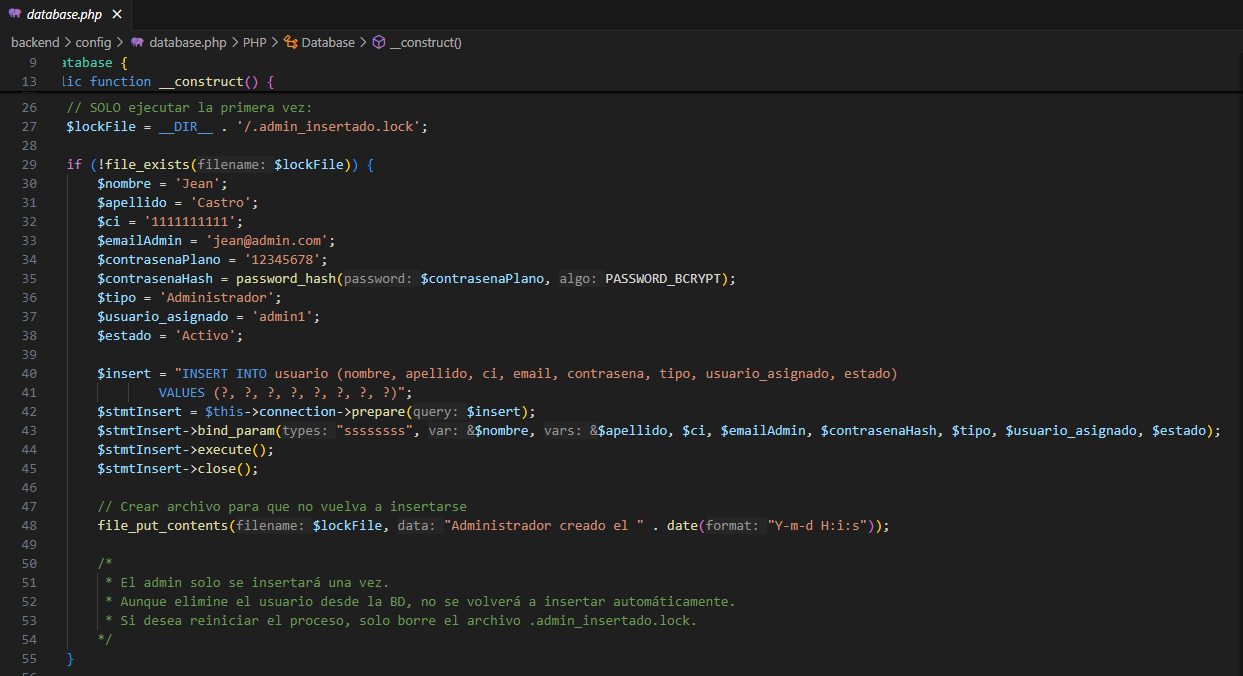 database.php ×
backend > config > database.php > PHP > Database > __construct()
9 atabase {
13 lic function __construct() {
26 // SOLO ejecutar la primera vez:
27 $lockFile = __DIR__ . '/.admin_insertado.lock';
28
29 if (!file_exists(filename: $lockFile)) {
30 $nombre = 'Jean';
31 $apellido = 'Castro';
32 $ci = '1111111111';
33 $emailAdmin = 'jean@admin.com';
34 $contrasenaPlano = '12345678';
35 $contrasenaHash = password_hash(password: $contrasenaPlano, algo: PASSWORD_BCRYPT);
36 $tipo = 'Administrador';
37 $usuario_asignado = 'admin1';
38 $estado = 'Activo';
39
40 $insert = "INSERT INTO usuario (nombre, apellido, ci, email, contrasena, tipo, usuario_asignado, estado)
41 VALUES (?, ?, ?, ?, ?, ?, ?, ?)";
42 $stmtInsert = $this->connection->prepare(query: $insert);
43 $stmtInsert->bind_param(types: "ssssssss", var: &$nombre, vars: &$apellido, $ci, $emailAdmin, $contrasenaHash, $tipo, $usuario_asignado, $estado);
44 $stmtInsert->execute();
45 $stmtInsert->close();
46
47 // Crear archivo para que no vuelva a insertarse
48 file_put_contents(filename: $lockFile, data: "Administrador creado el " . date(format: "Y-m-d H:i:s"));
49
50 /*
51 * El admin solo se insertará una vez.
52 * Aunque elimine el usuario desde la BD, no se volverá a insertar automáticamente.
53 * Si desea reiniciar el proceso, solo borre el archivo .admin_insertado.lock.
54 */
55 }